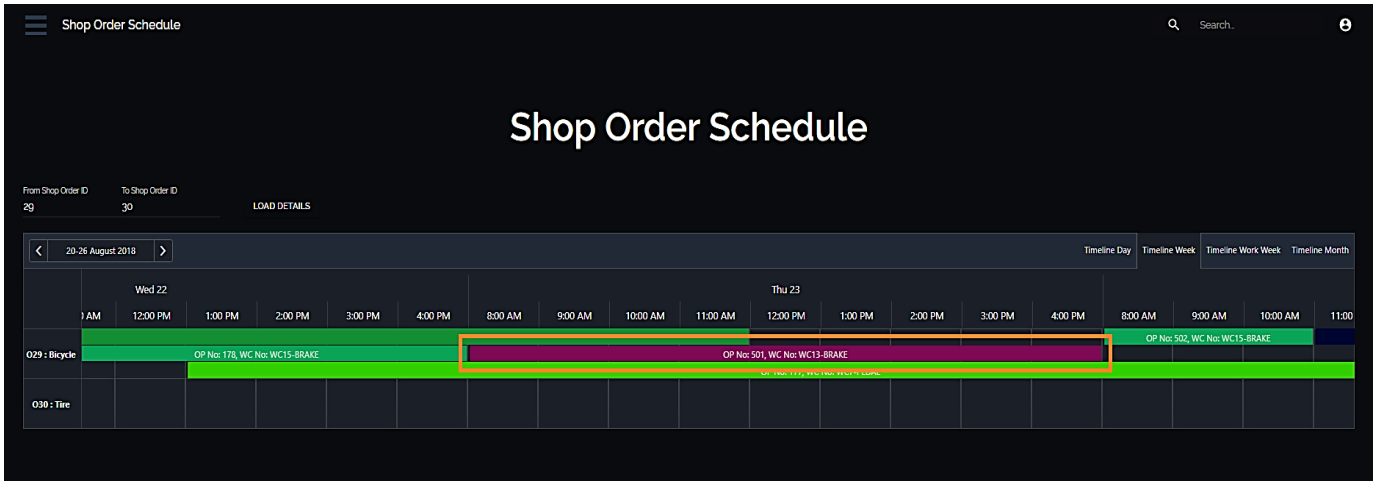 Shop Order Schedule
Search..
Shop Order Schedule
From Shop Order ID To Shop Order ID
29 30 LOAD DETAILS
20-26 August 2018 Timeline Day Timeline Week Timeline Work Week Timeline Month
Wed 22 Thu 23
AM 12:00 PM 1:00 PM 2:00 PM 3:00 PM 4:00 PM 8:00 AM 9:00 AM 10:00 AM 11:00 AM 12:00 PM 1:00 PM 2:00 PM 3:00 PM 4:00 PM 8:00 AM 9:00 AM 10:00 AM 11:00
OP No: 502, WC No: WC15-BRAKE
O29 : Bicycle OP No: 178, WC No: WC15-BRAKE OP No: 501, WC No: WC13-BRAKE
O30 : Tire